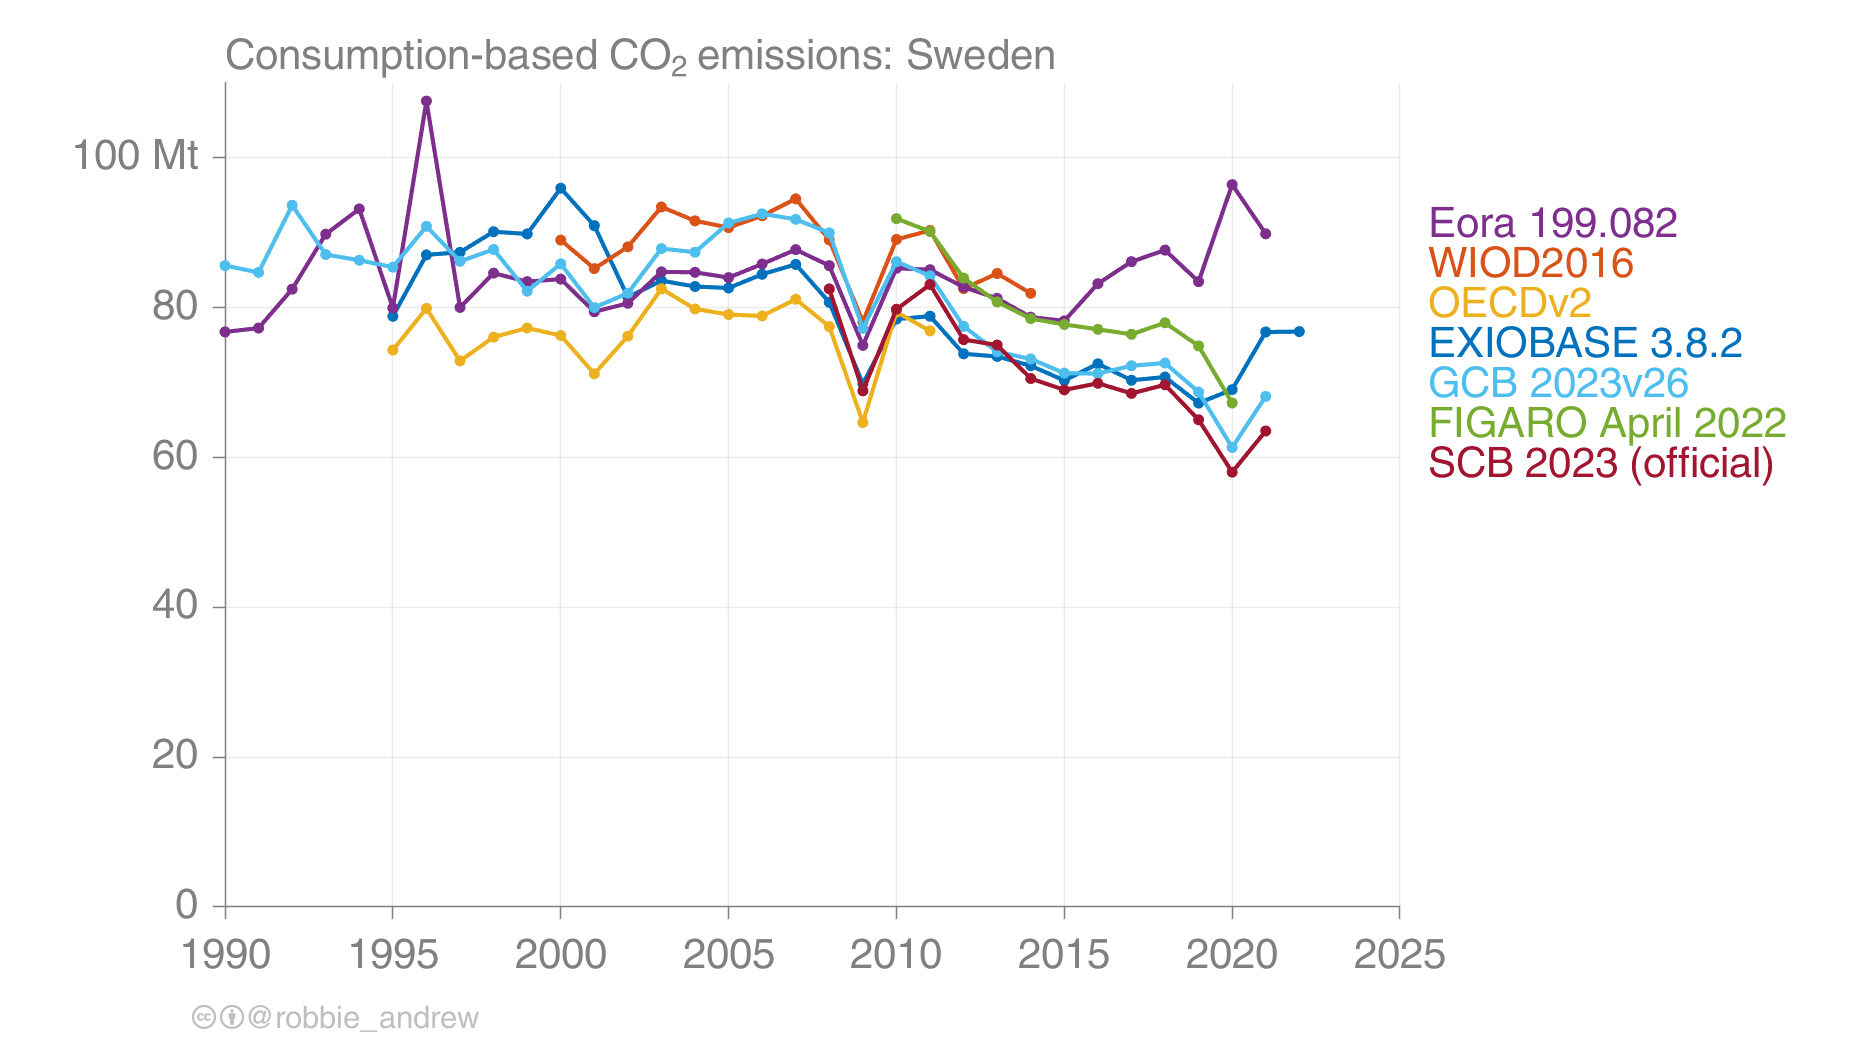 Consumption-based CO₂ emissions: Sweden
100 Mt
80
60
40
20
0
1990 1995 2000 2005 2010 2015 2020 2025
Eora 199.082
WIOD2016
OECDv2
EXIOBASE 3.8.2
GCB 2023v26
FIGARO April 2022
SCB 2023 (official)
cc @robbie_andrew